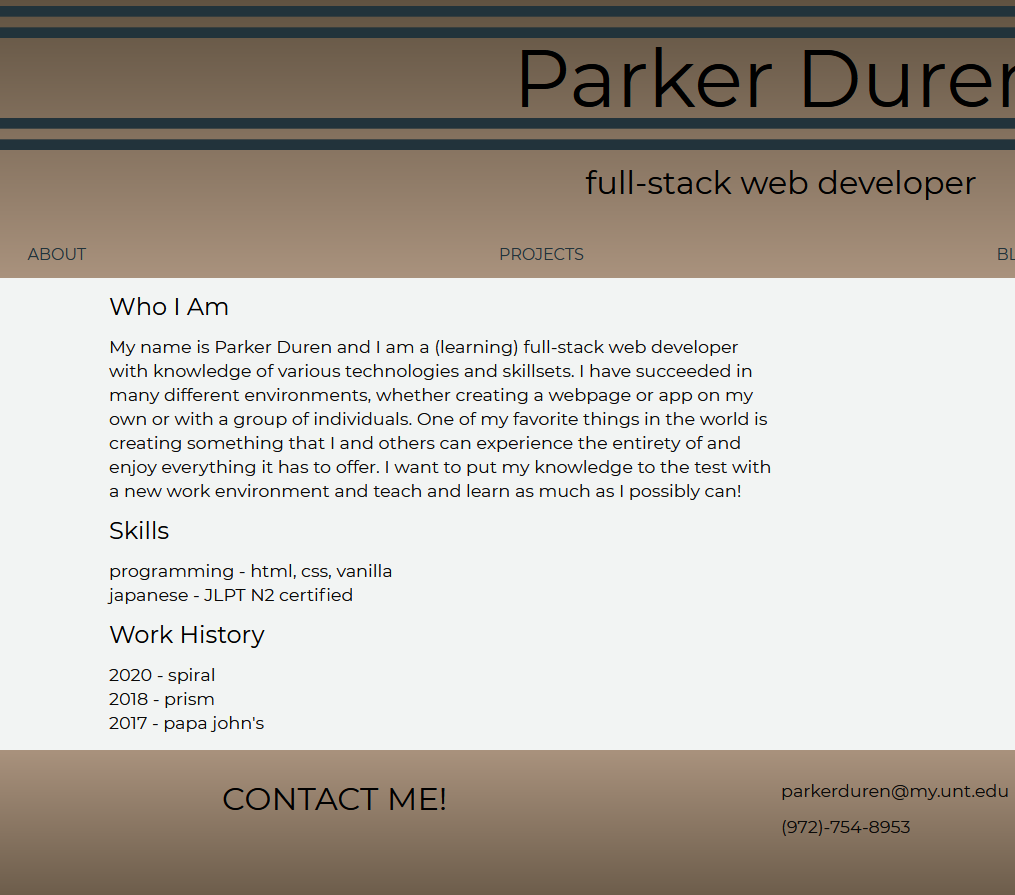 Parker Duren
full-stack web developer
ABOUT
PROJECTS
BL
Who I Am
My name is Parker Duren and I am a (learning) full-stack web developer
with knowledge of various technologies and skillsets. I have succeeded in
many different environments, whether creating a webpage or app on my
own or with a group of individuals. One of my favorite things in the world is
creating something that I and others can experience the entirety of and
enjoy everything it has to offer. I want to put my knowledge to the test with
a new work environment and teach and learn as much as I possibly can!
Skills
programming - html, css, vanilla
japanese - JLPT N2 certified
Work History
2020 - spiral
2018 - prism
2017 - papa john's
CONTACT ME!
parkerduren@my.unt.edu
(972)-754-8953